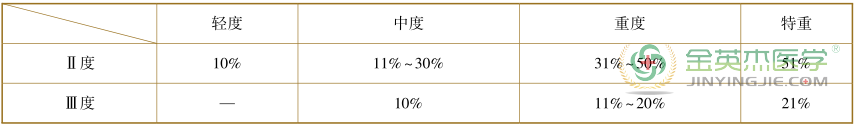 轻度 中度 重度 特重
Ⅱ度 10% 11%~30% 31%~50% 51%
金英杰医学®
JINYINGJIE.COM
Ⅲ度 — 10% 11%~20% 21%